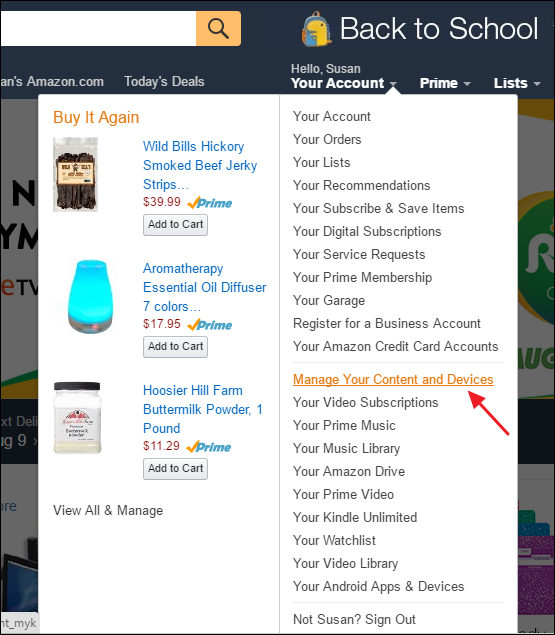 Back to School
an's Amazon.com
Today's Deals
Hello, Susan
Your Account
Prime
Lists
Buy It Again
Wild Bills Hickory
Smoked Beef Jerky
Strips...
$39.99 Prime
Add to Cart
Aromatherapy
Essential Oil Diffuser
7 colors...
$17.95 Prime
Add to Cart
Hoosier Hill Farm
Buttermilk Powder, 1
Pound
$11.29 Prime
Add to Cart
View All & Manage
Your Account
Your Orders
Your Lists
Your Recommendations
Your Subscribe & Save Items
Your Digital Subscriptions
Your Service Requests
Your Prime Membership
Your Garage
Register for a Business Account
Your Amazon Credit Card Accounts
Manage Your Content and Devices
Your Video Subscriptions
Your Prime Music
Your Music Library
Your Amazon Drive
Your Prime Video
Your Kindle Unlimited
Your Watchlist
Your Video Library
Your Android Apps & Devices
Not Susan? Sign Out
N
YM
eTV
AUG
ext Deli
ug 9 ›
ore
nt_myk